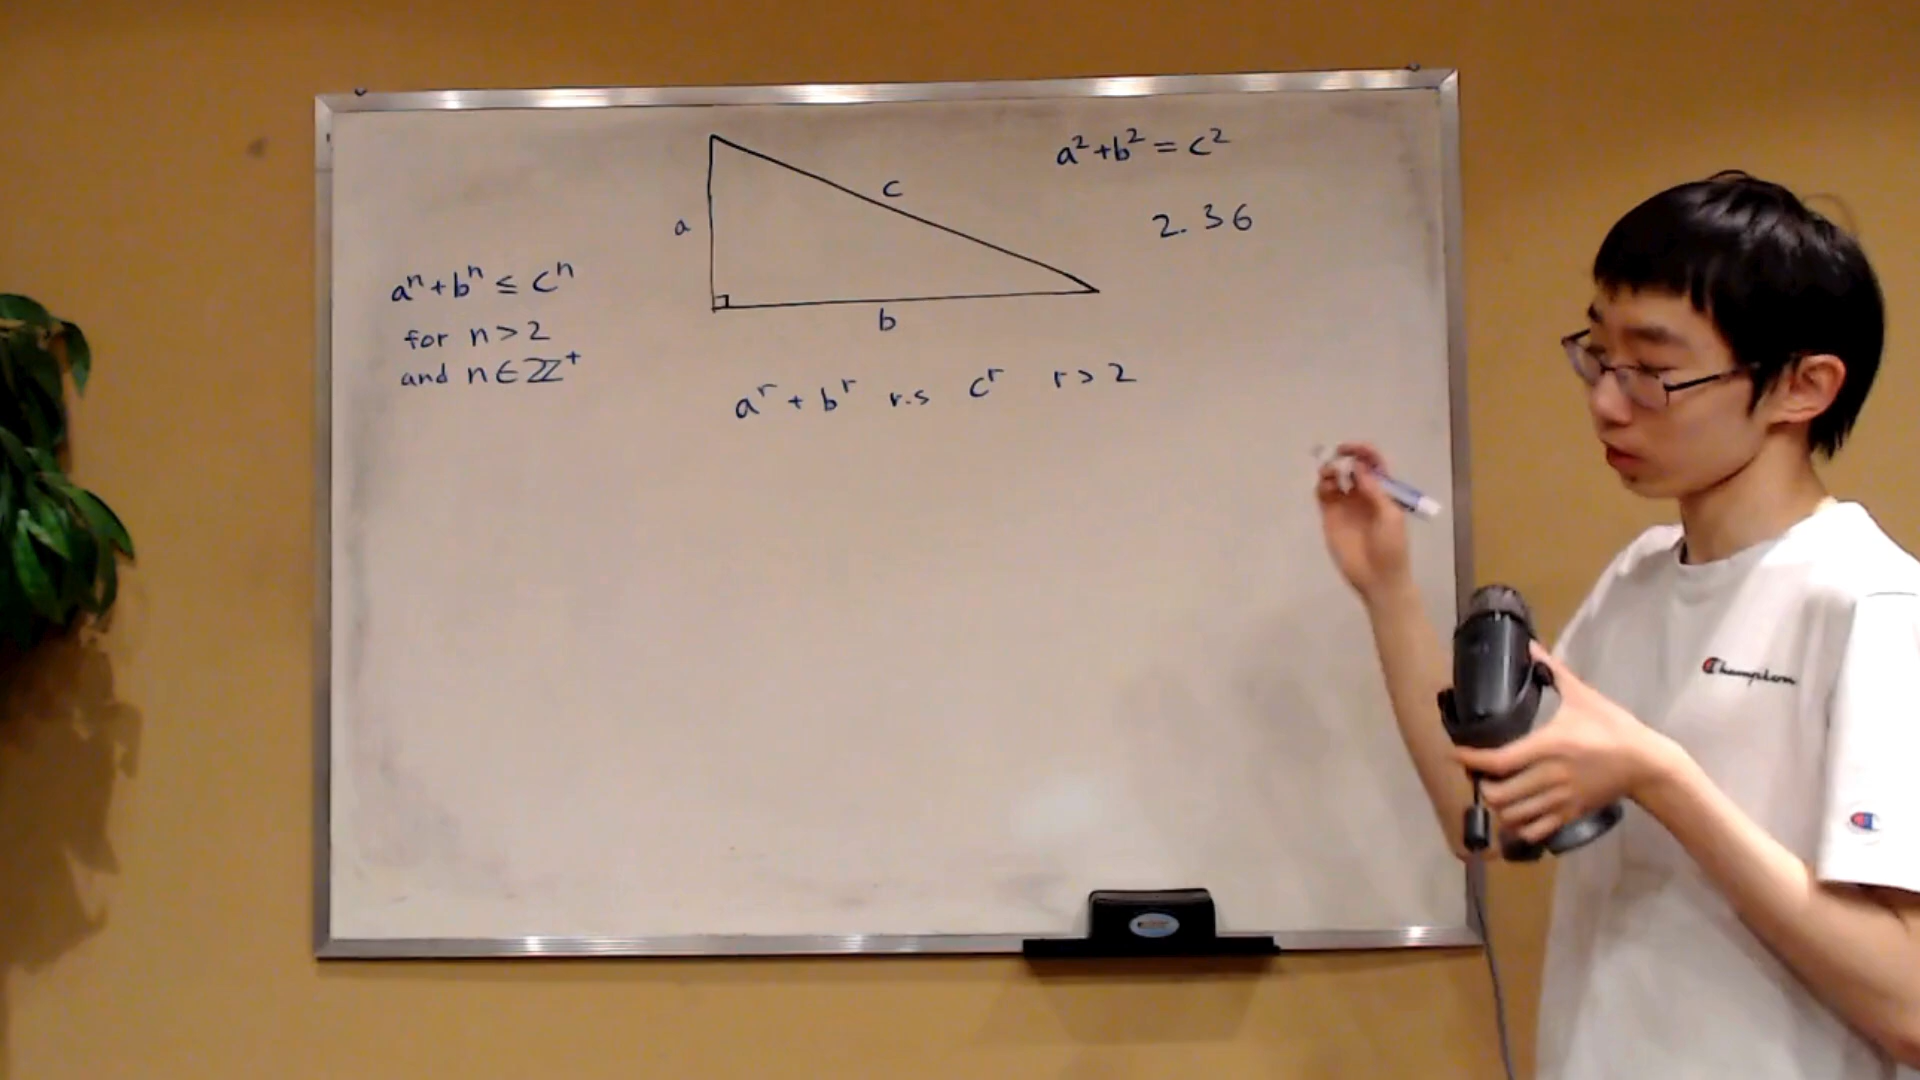 a² + b² = c²
2.36
a
c
b
aⁿ + bⁿ ≤ cⁿ
for n > 2
and n ∈ ℤ⁺
aʳ + bʳ v.s cʳ r > 2
Champion